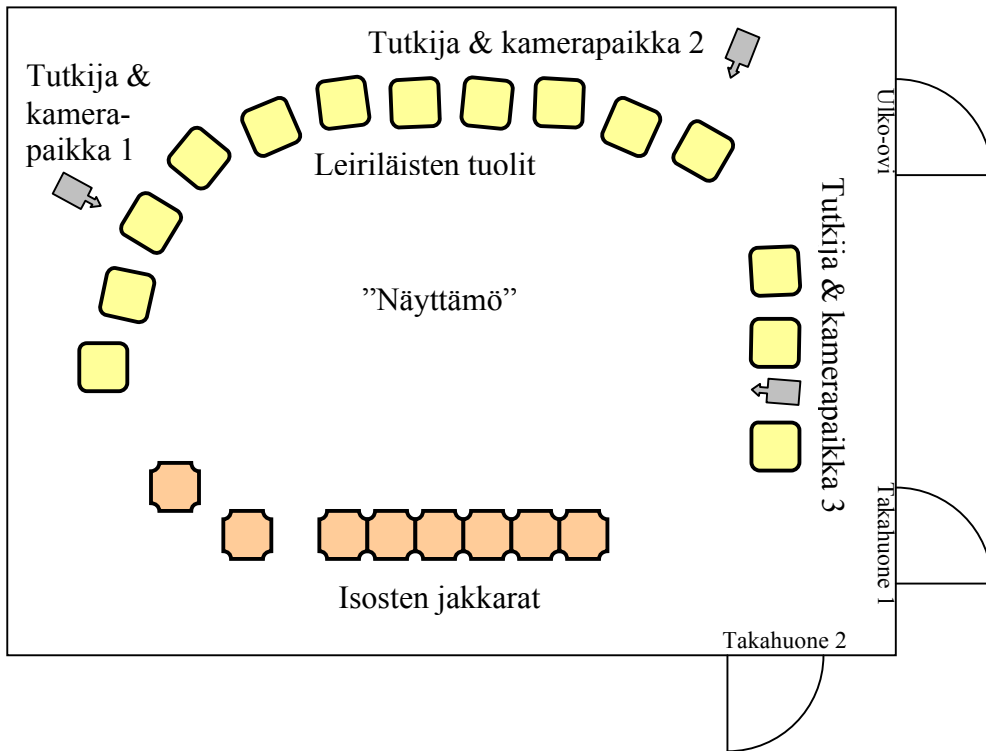 Tutkija & kamerapaikka 2
Tutkija &
kamera-
paikka 1
Ulko-ovi
Leiriläisten tuolit
Tutkija & kamerapaikka 3
”Näyttämö”
Takahuone 1
Isosten jakkarat
Takahuone 2